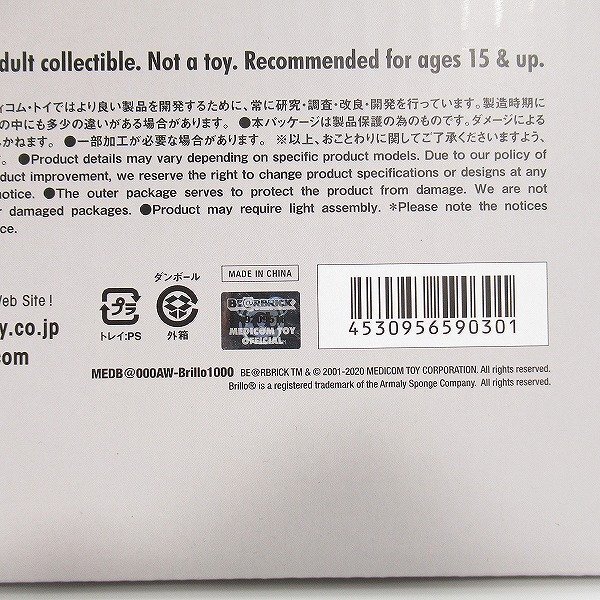 dult collectible. Not a toy. Recommended for ages 15 & up.
ィコム・トイではより良い製品を開発するために、常に研究・調査・改良・開発を行っています。製造時期に
の中にも多少の違いがある場合があります。 ●本パッケージは製品保護の為のものです。ダメージによる
かねます。 ●一部加工が必要な場合があります。 ※以上、おことわりに関してご了承くださいますよう、
。 ●Product details may vary depending on specific product models. Due to our policy of
duct improvement, we reserve the right to change product specifications or designs at any
notice. ●The outer package serves to protect the product from damage. We are not
r damaged packages. ●Product may require light assembly. *Please note the notices
ce.
Web Site !
y.co.jp
.com
プラ
トレイ:PS
ダンボール
外箱
MADE IN CHINA
BE@RBRICK
MEDICOM TOY
OFFICIAL
4530956590301
MEDB@000AW-Brillo1000 BE@RBRICK TM & © 2001-2020 MEDICOM TOY CORPORATION. All rights reserved.
Brillo® is a registered trademark of the Armaly Sponge Company. All rights reserved.